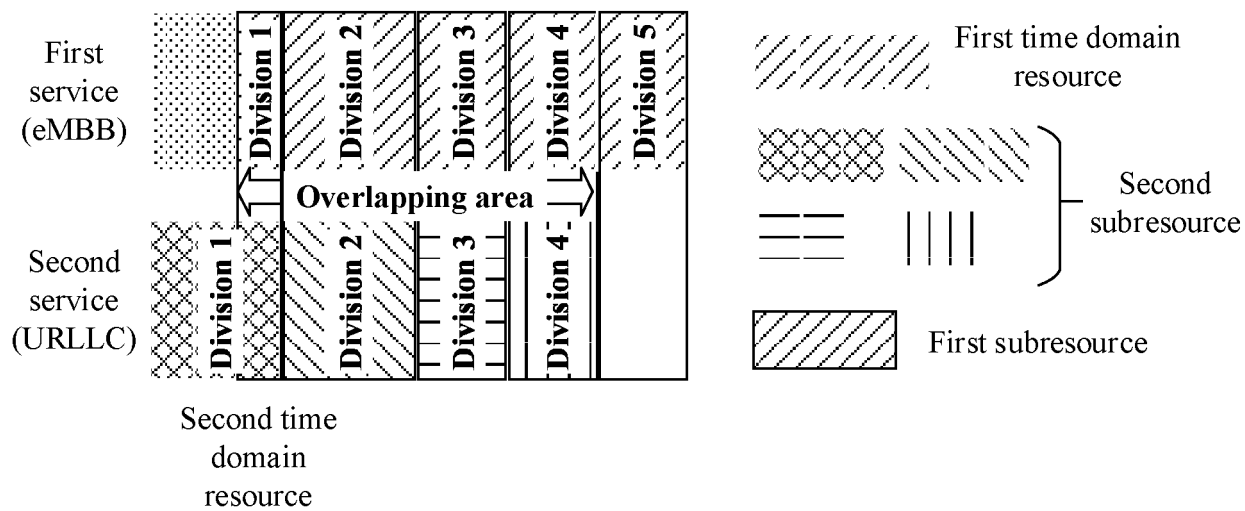 First
service
(eMBB)
Division 1
Division 2
Division 3
Division 4
Division 5
Overlapping area
Second
service
(URLLC)
Division 1
Division 2
Division 3
Division 4
Second time
domain
resource
First time domain
resource
Second
subresource
First subresource